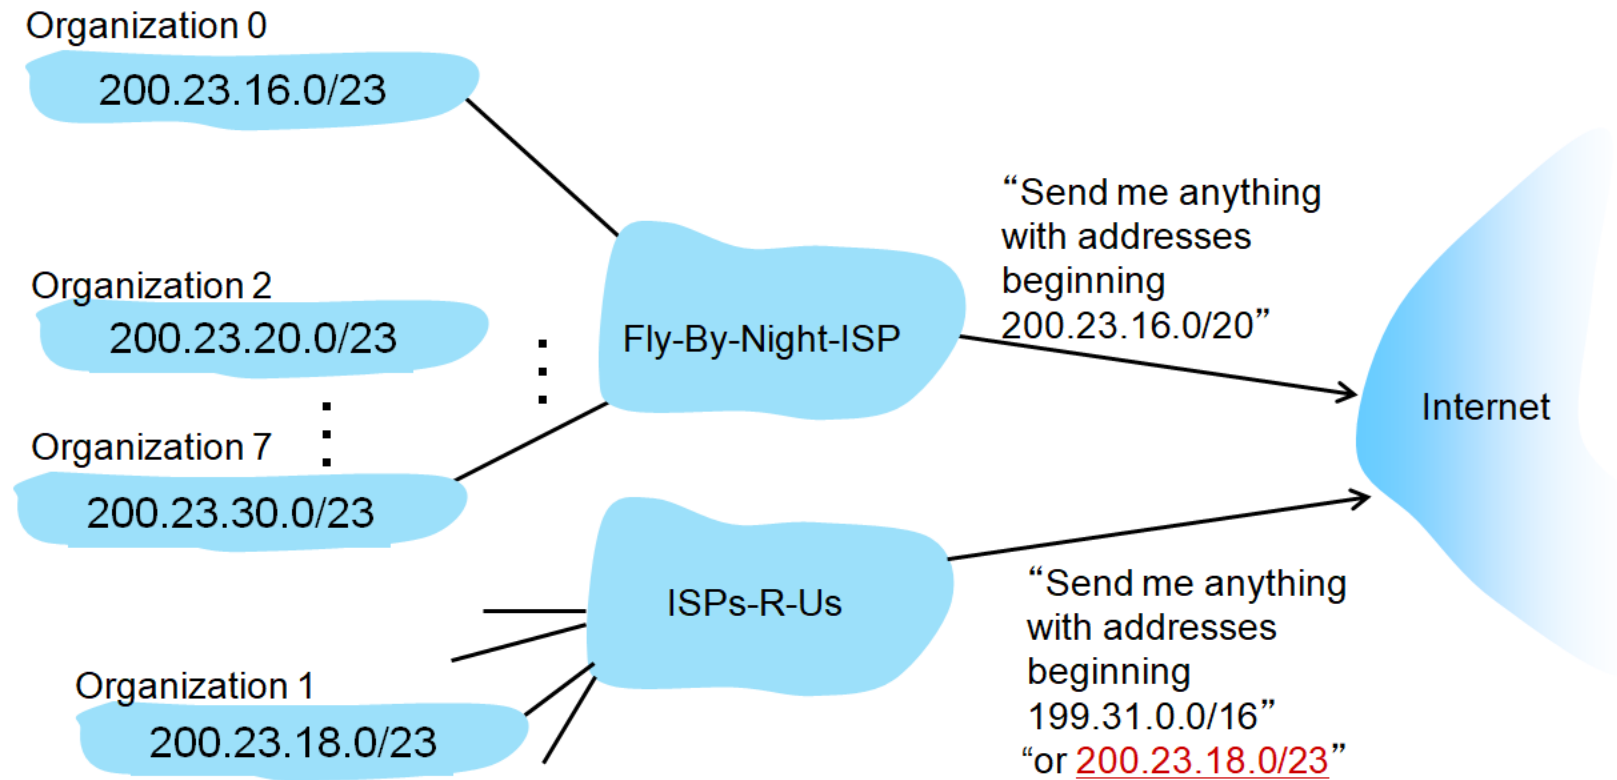 Organization 0
200.23.16.0/23
Organization 2
200.23.20.0/23
Organization 7
200.23.30.0/23
Fly-By-Night-ISP
“Send me anything
with addresses
beginning
200.23.16.0/20”
Internet
ISPs-R-Us
Organization 1
200.23.18.0/23
“Send me anything
with addresses
beginning
199.31.0.0/16”
“or 200.23.18.0/23”